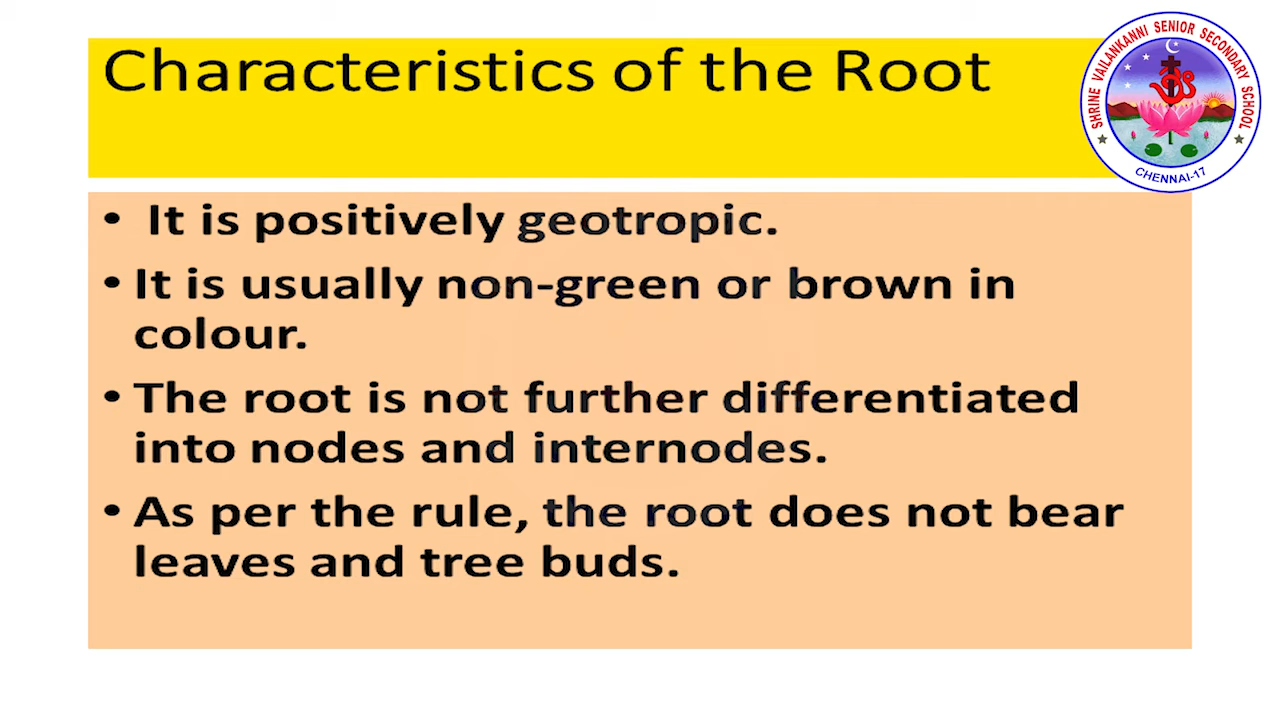 Characteristics of the Root
SHRINE VAILANKANNI SENIOR SECONDARY SCHOOL
CHENNAI-17
• It is positively geotropic.
• It is usually non-green or brown in
colour.
• The root is not further differentiated
into nodes and internodes.
• As per the rule, the root does not bear
leaves and tree buds.